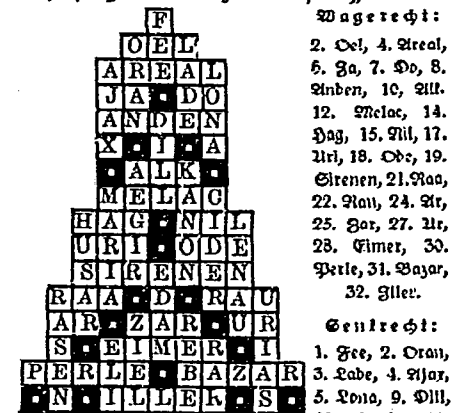 F
OEL
AREAL
JA DO
ANDEN
X I A
ALK
MELAC
HAG NIL
URI ODE
SIRENEN
RAA D RAU
AR ZAR UR
S EIMER I
PERLE BAZAR
N ILLER S
Wagerecht:
2. Oel, 4. Areal,
6. Ja, 7. Do, 8.
Anden, 10, Alk.
12. Melac, 14.
Hag, 15. Nil, 17.
Uri, 18. Ode, 19.
Sirenen, 21. Raa,
22. Rau, 24. Ar,
25. Zar, 27. Ur,
28. Eimer, 30.
Perle, 31. Bazar,
32. Iller.
Senkrecht:
1. Fee, 2. Oran,
3. Lade, 4. Ajax,
5. Lona, 9. Dill,